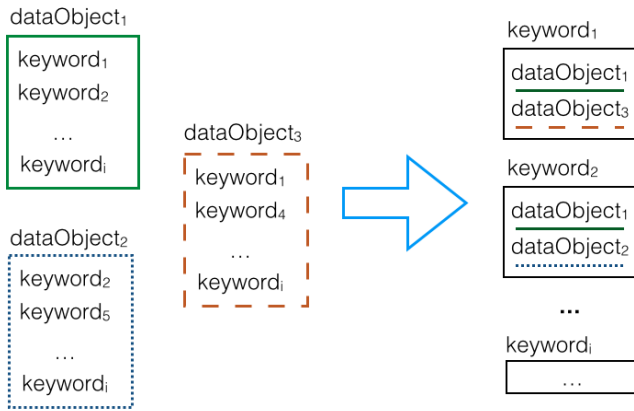 dataObject₁
keyword₁
keyword₂
...
keywordᵢ
dataObject₂
keyword₂
keyword₅
...
keywordᵢ
dataObject₃
keyword₁
keyword₄
...
keywordᵢ
keyword₁
dataObject₁
dataObject₃
keyword₂
dataObject₁
dataObject₂
...
keywordᵢ
...